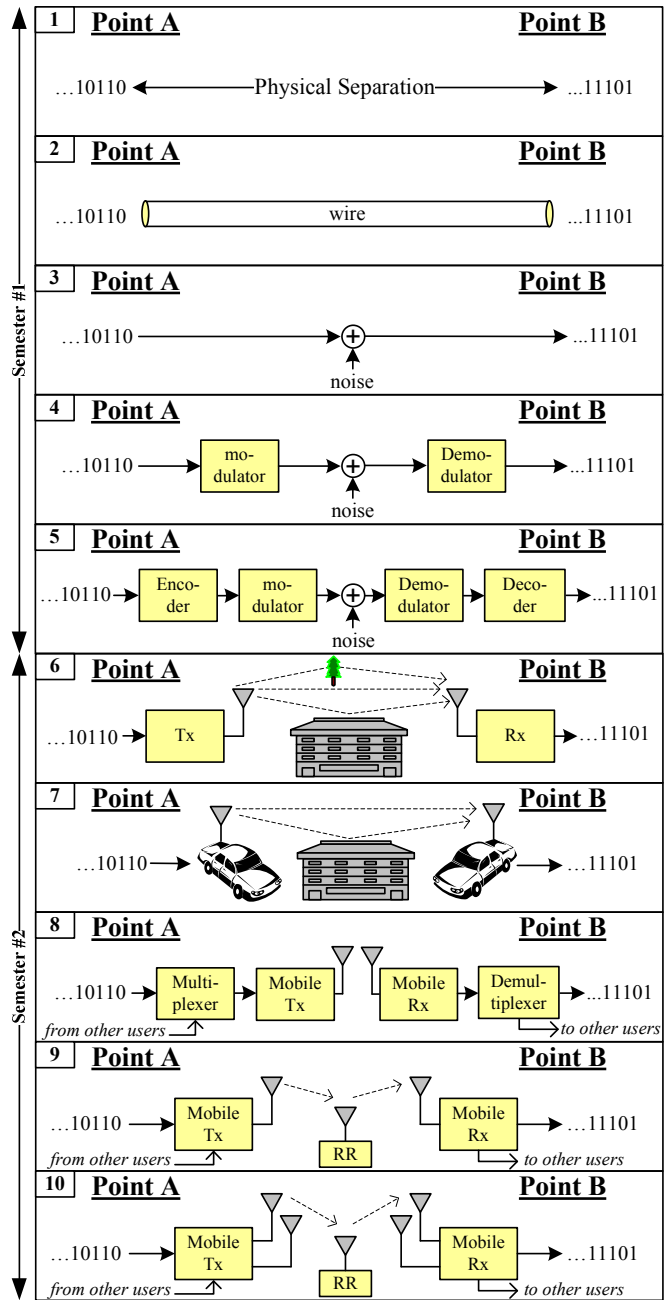 1
Point A Point B
…10110 Physical Separation ...11101
2
Point A Point B
…10110 wire ...11101
3
Point A Point B
…10110 ...11101
noise
4
Point A Point B
…10110 mo- Demo- ...11101
dulator dulator
noise
5
Point A Point B
…10110 Enco- mo- Demo- Deco- ...11101
der dulator dulator der
noise
Semester #1
6
Point A Point B
…10110 Tx Rx …11101
7
Point A Point B
…10110 …11101
8
Point A Point B
…10110 Multi- Mobile Mobile Demul- ...11101
plexer Tx Rx tiplexer
from other users to other users
9
Point A Point B
…10110 Mobile Mobile …11101
Tx Rx
RR
from other users to other users
10
Point A Point B
…10110 Mobile Mobile …11101
Tx Rx
RR
from other users to other users
Semester #2